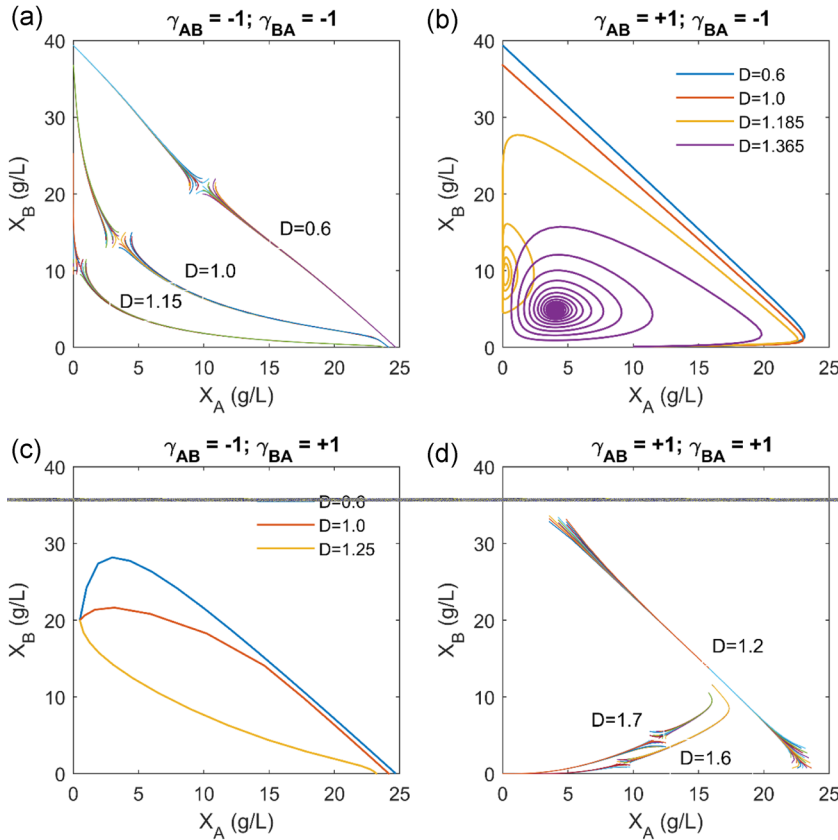 (a)
γAB = -1; γBA = -1
40
30
20
10
0
XB (g/L)
D=0.6
D=1.0
D=1.15
0 5 10 15 20 25
XA (g/L)
(b)
γAB = +1; γBA = -1
D=0.6
D=1.0
D=1.185
D=1.365
40
30
20
10
0
XB (g/L)
0 5 10 15 20 25
XA (g/L)
(c)
γAB = -1; γBA = +1
D=0.6
D=1.0
D=1.25
40
30
20
10
0
XB (g/L)
0 5 10 15 20 25
XA (g/L)
(d)
γAB = +1; γBA = +1
40
30
20
10
0
XB (g/L)
D=1.2
D=1.7
D=1.6
0 5 10 15 20 25
XA (g/L)